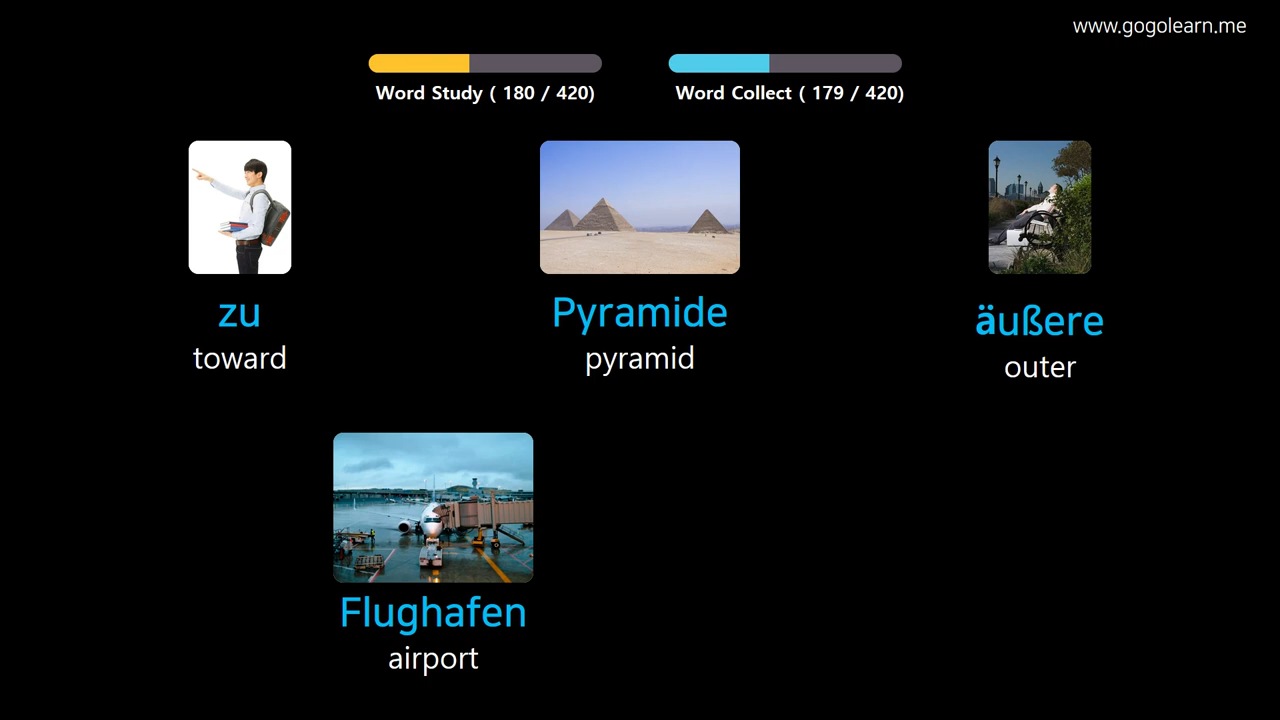 www.gogolearn.me
Word Study ( 180 / 420)
Word Collect ( 179 / 420)
zu
toward
Pyramide
pyramid
äußere
outer
Flughafen
airport